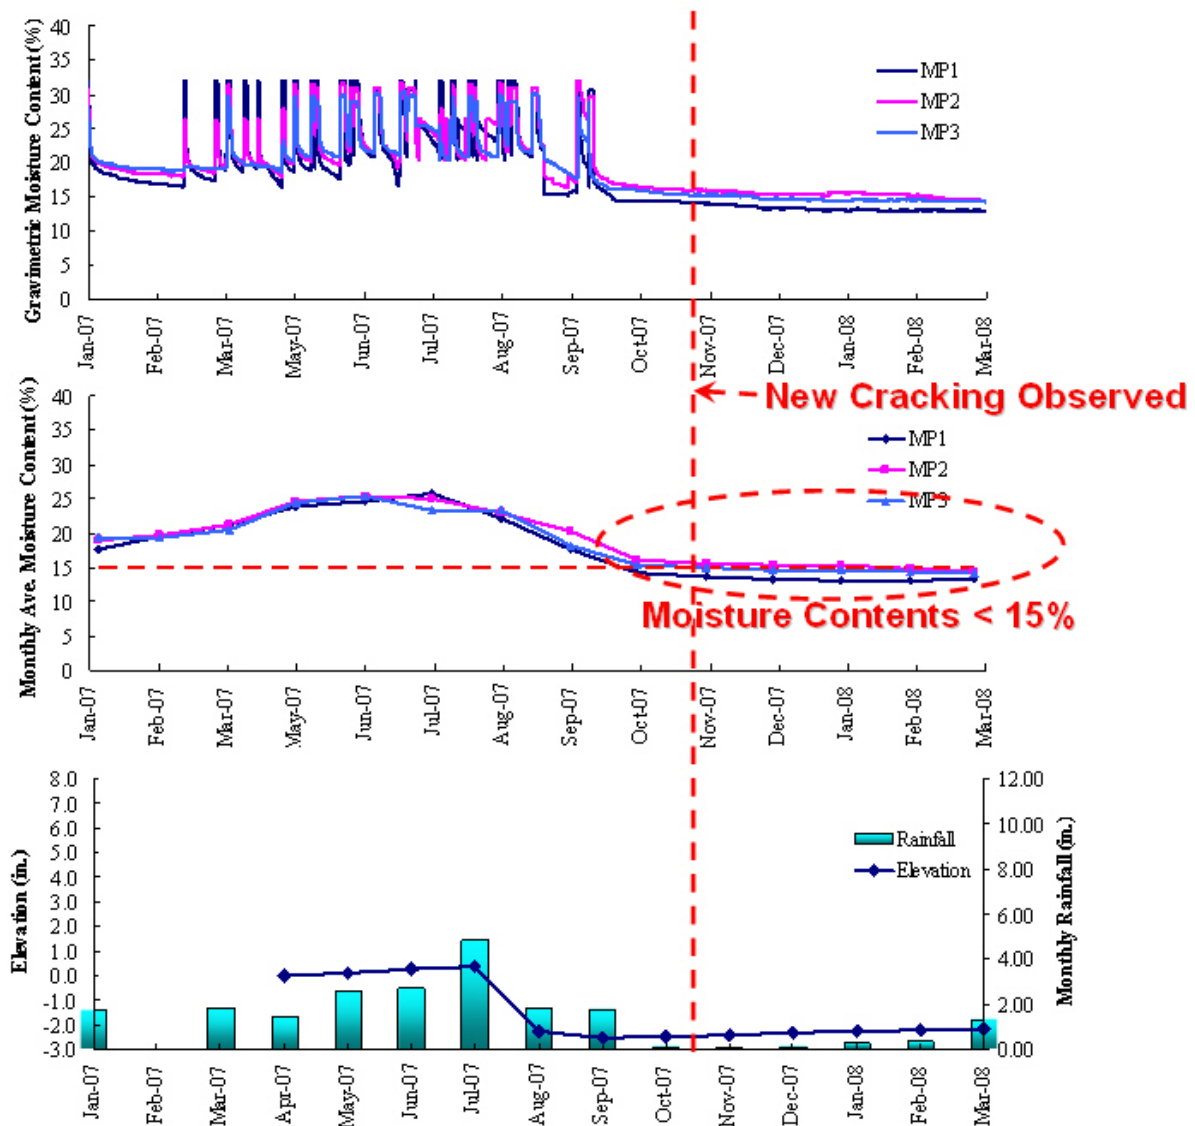 Gravimetric Moisture Content (%)
40
35
30
25
20
15
10
5
0
MP1
MP2
MP3
Jan-07
Feb-07
Mar-07
May-07
Jun-07
Jul-07
Aug-07
Sep-07
Oct-07
Nov-07
Dec-07
Jan-08
Feb-08
Mar-08
New Cracking Observed
Monthly Ave. Moisture Content (%)
40
35
30
25
20
15
10
5
0
MP1
MP2
MP3
Moisture Contents < 15%
Jan-07
Feb-07
Mar-07
May-07
Jun-07
Jul-07
Aug-07
Sep-07
Oct-07
Nov-07
Dec-07
Jan-08
Feb-08
Mar-08
Elevation (in.)
8.0
7.0
6.0
5.0
4.0
3.0
2.0
1.0
0.0
-1.0
-2.0
-3.0
Rainfall
Elevation
12.00
10.00
8.00
6.00
4.00
2.00
0.00
Monthly Rainfall (in.)
Jan-07
Feb-07
Mar-07
Apr-07
May-07
Jun-07
Jul-07
Aug-07
Sep-07
Oct-07
Nov-07
Dec-07
Jan-08
Feb-08
Mar-08